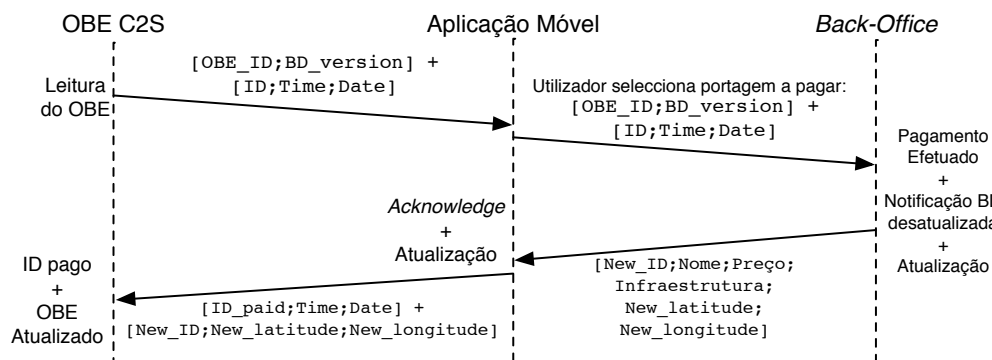 OBE C2S
Aplicação Móvel
Back-Office
Leitura
do OBE
[OBE_ID;BD_version] +
[ID;Time;Date]
Utilizador selecciona portagem a pagar:
[OBE_ID;BD_version] +
[ID;Time;Date]
Pagamento
Efetuado
+
Notificação
desatualizada
+
Atualização
Acknowledge
+
Atualização
[New_ID;Nome;Preço;
Infraestrutura;
New_latitude;
New_longitude]
ID pago
+
OBE
Atualizado
[ID_paid;Time;Date] +
[New_ID;New_latitude;New_longitude]